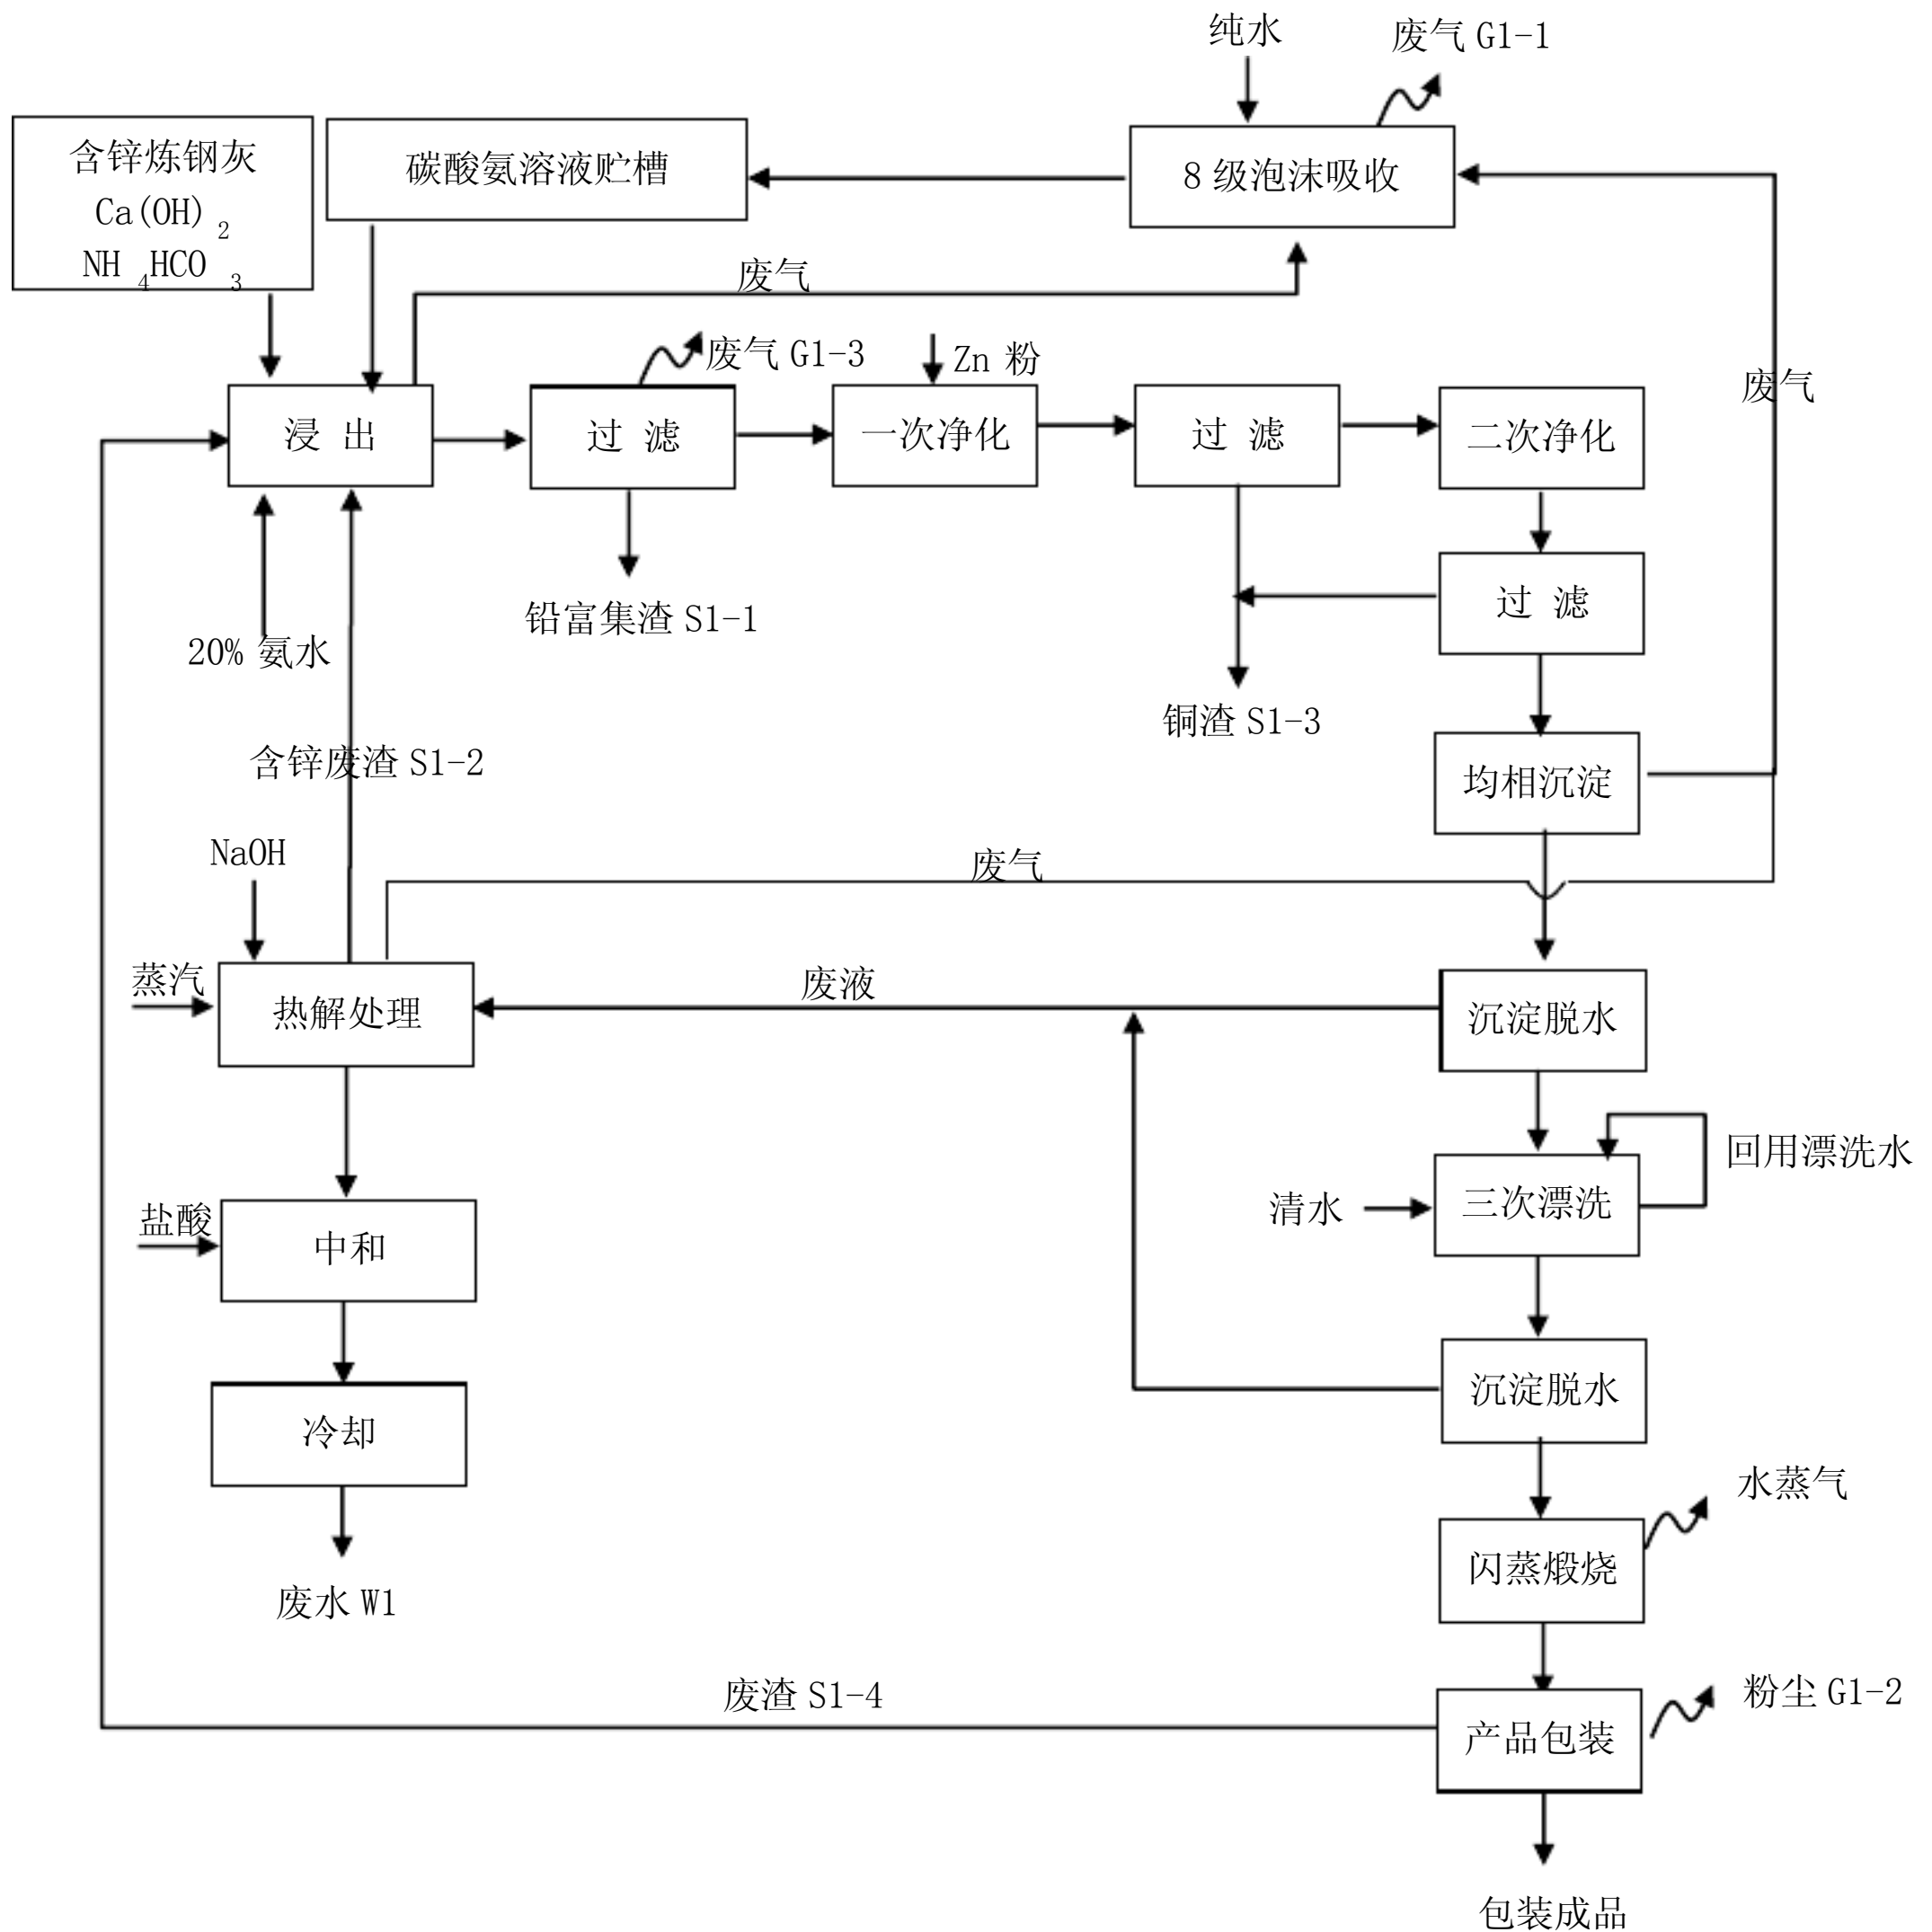 纯水
废气 G1-1
含锌炼钢灰
Ca(OH)2
NH4HCO3
碳酸氨溶液贮槽
8 级泡沫吸收
废气
废气 G1-3
Zn 粉
废气
浸 出
过 滤
一次净化
过 滤
二次净化
过 滤
20% 氨水
铅富集渣 S1-1
铜渣 S1-3
含锌废渣 S1-2
均相沉淀
NaOH
废气
蒸汽
热解处理
废液
沉淀脱水
回用漂洗水
盐酸
中和
清水
三次漂洗
冷却
沉淀脱水
水蒸气
闪蒸煅烧
废水 W1
废渣 S1-4
粉尘 G1-2
产品包装
包装成品